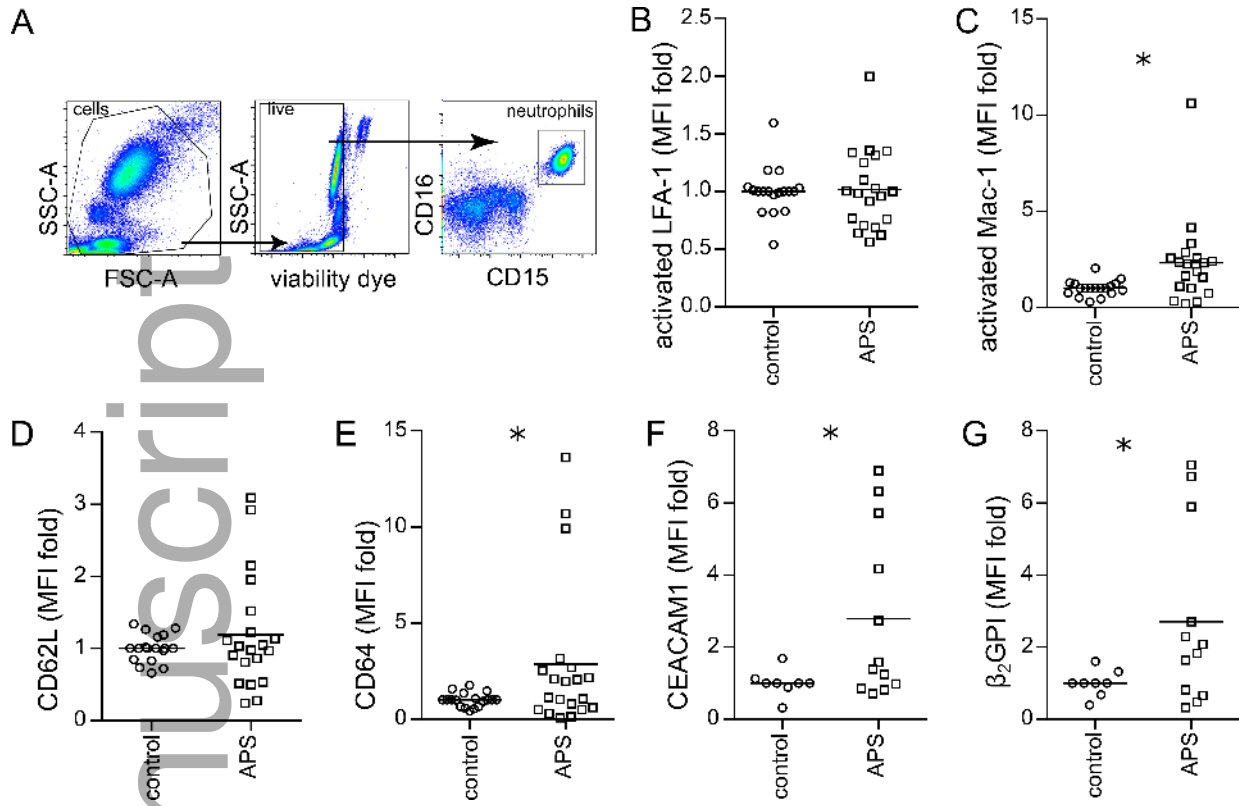 A
cells
SSC-A
FSC-A
live
SSC-A
viability dye
neutrophils
CD16
CD15
B
activated LFA-1 (MFI fold)
2.5
2.0
1.5
1.0
0.5
0.0
control
APS
C
activated Mac-1 (MFI fold)
15
10
5
0
*
control
APS
D
CD62L (MFI fold)
4
3
2
1
0
control
APS
E
CD64 (MFI fold)
15
10
5
0
*
control
APS
F
CEACAM1 (MFI fold)
8
6
4
2
0
*
control
APS
G
β₂GPI (MFI fold)
8
6
4
2
0
*
control
APS
nuscript